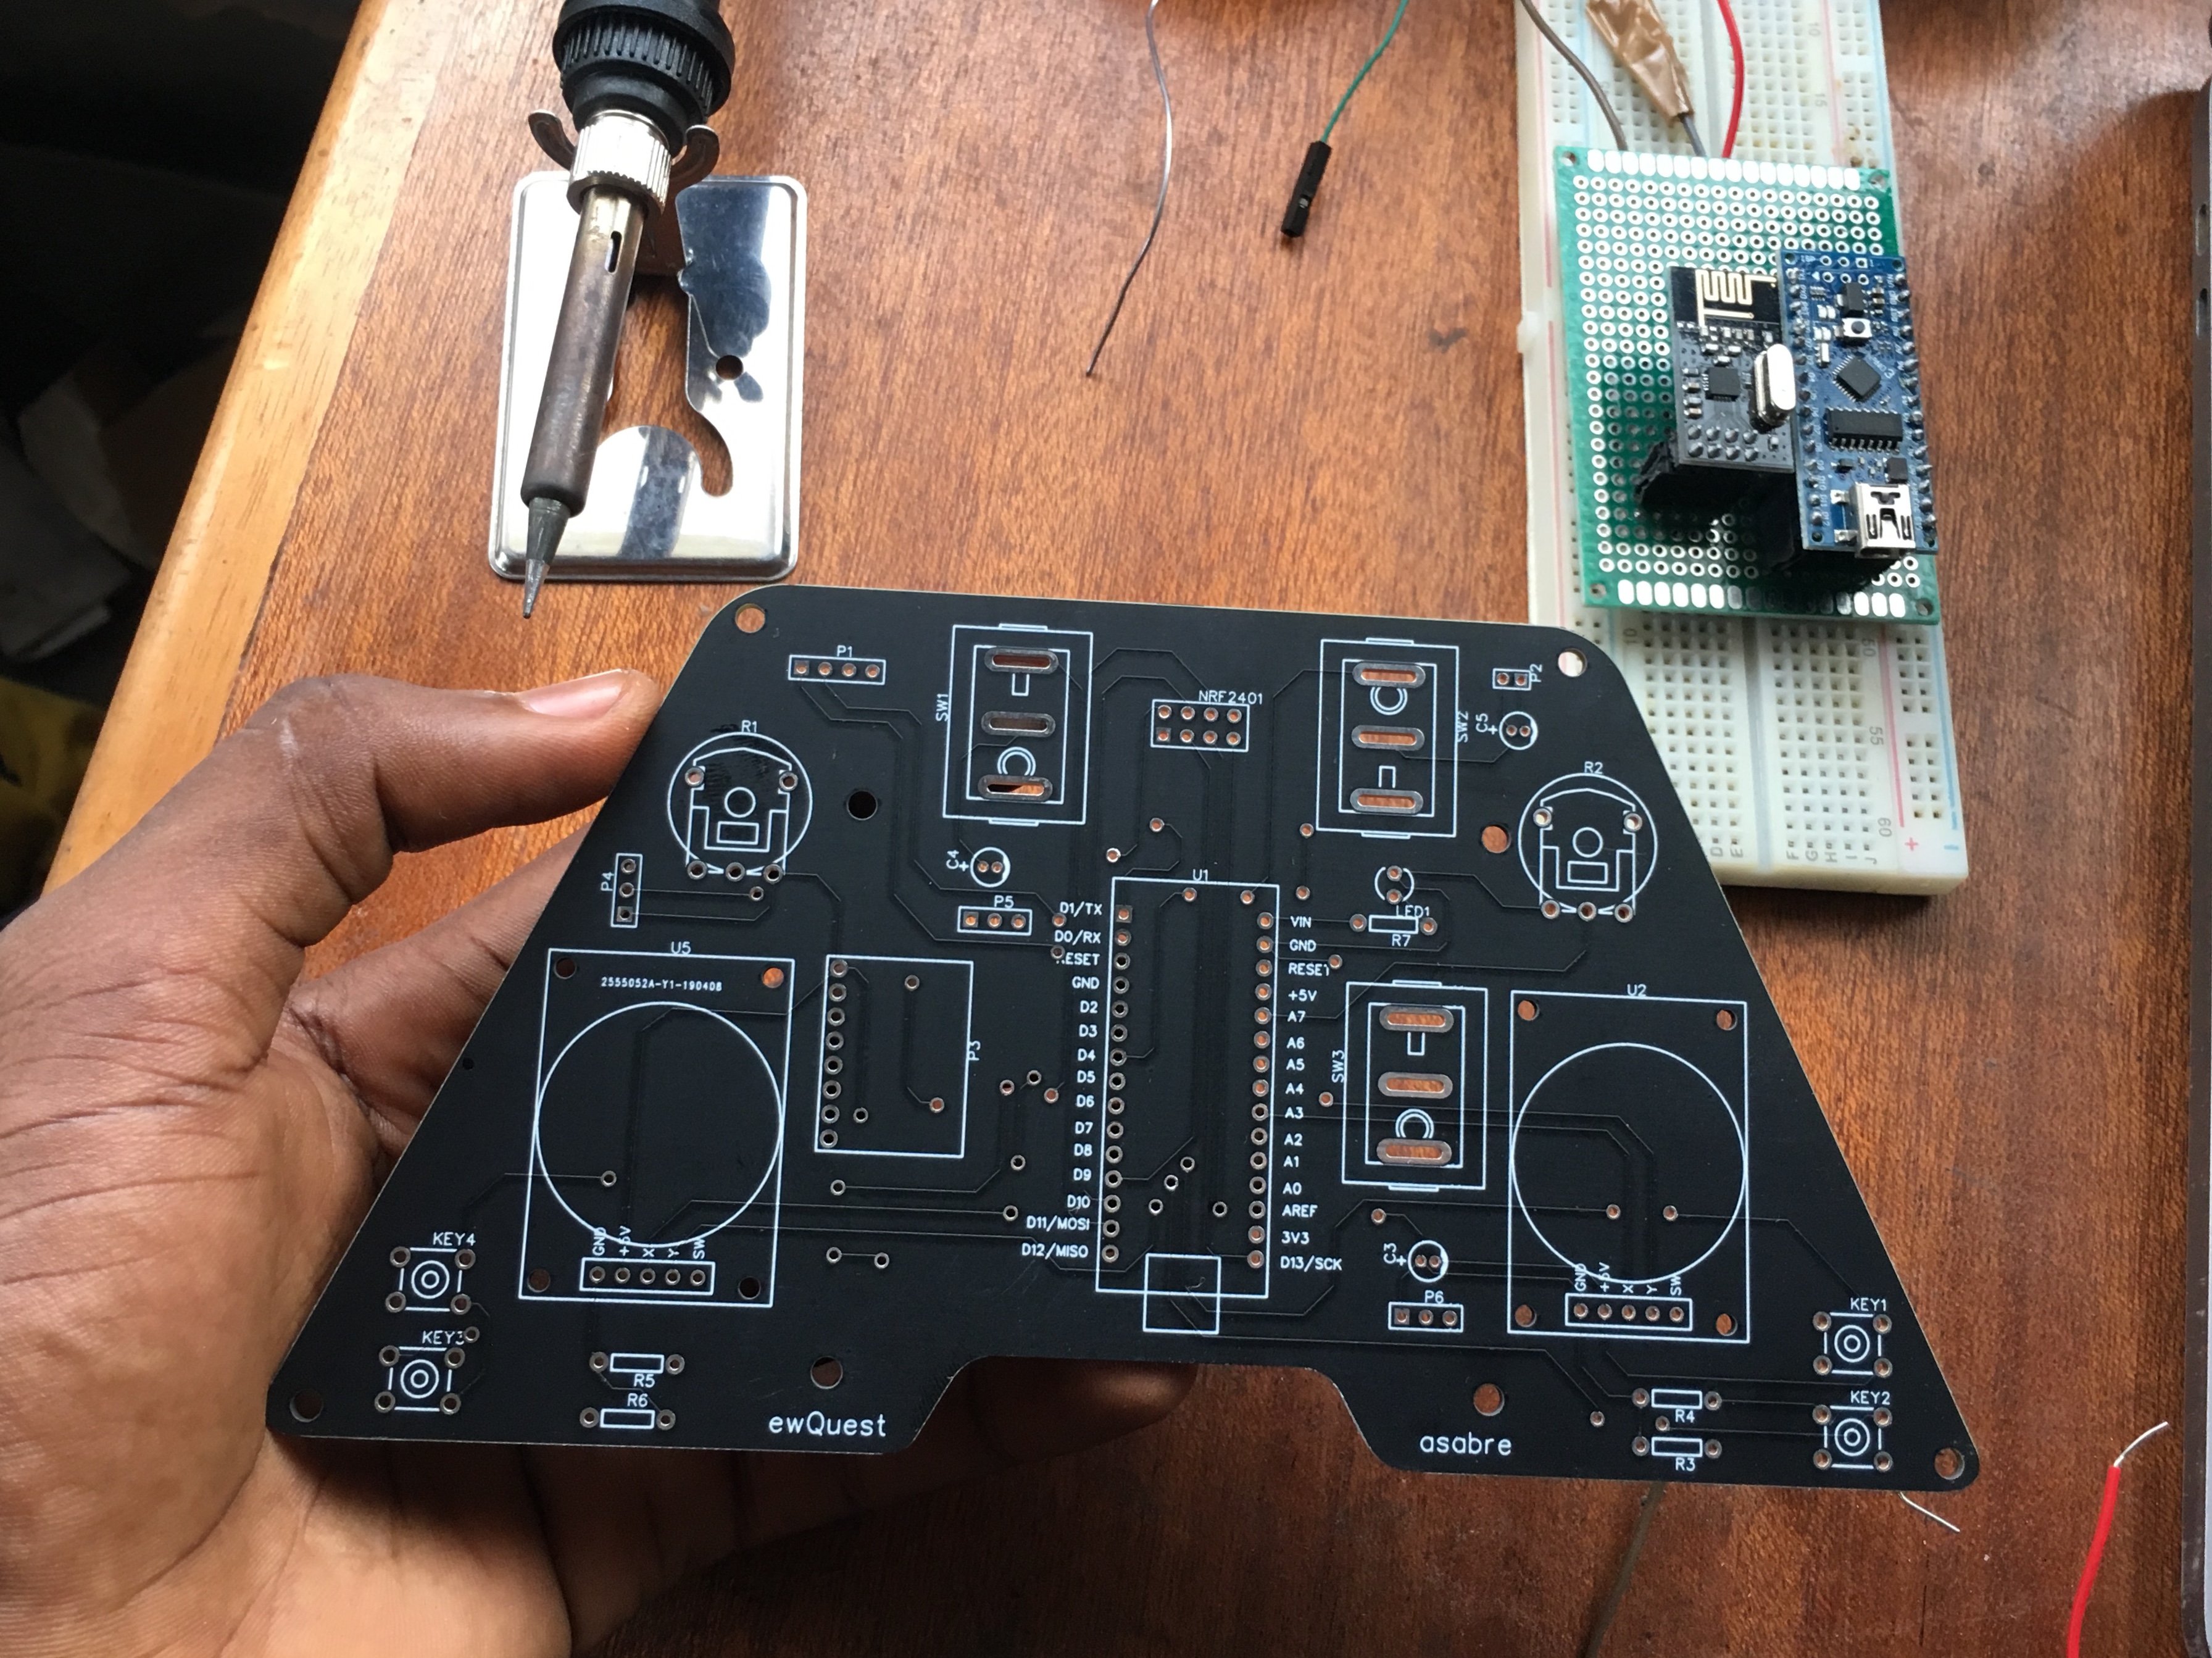 P1
SW1
NRF2401
SW2
P2
C5
R1
R2
P4
C4
P5
U1
LED1
R7
D1/TX
D0/RX
RESET
GND
D2
D3
D4
D5
D6
D7
D8
D9
D10
D11/MOSI
D12/MISO
VIN
GND
RESET
+5V
A7
A6
A5
A4
A3
A2
A1
A0
AREF
3V3
D13/SCK
U5
2555052A-Y1-190408
P3
SW3
U2
GND
+5V
X
Y
SW
C3
P6
GND
+5V
X
Y
SW
KEY4
KEY3
KEY1
KEY2
R5
R6
R4
R3
ewQuest
asabre
D
E
F
G
H
I
J
55
60
+